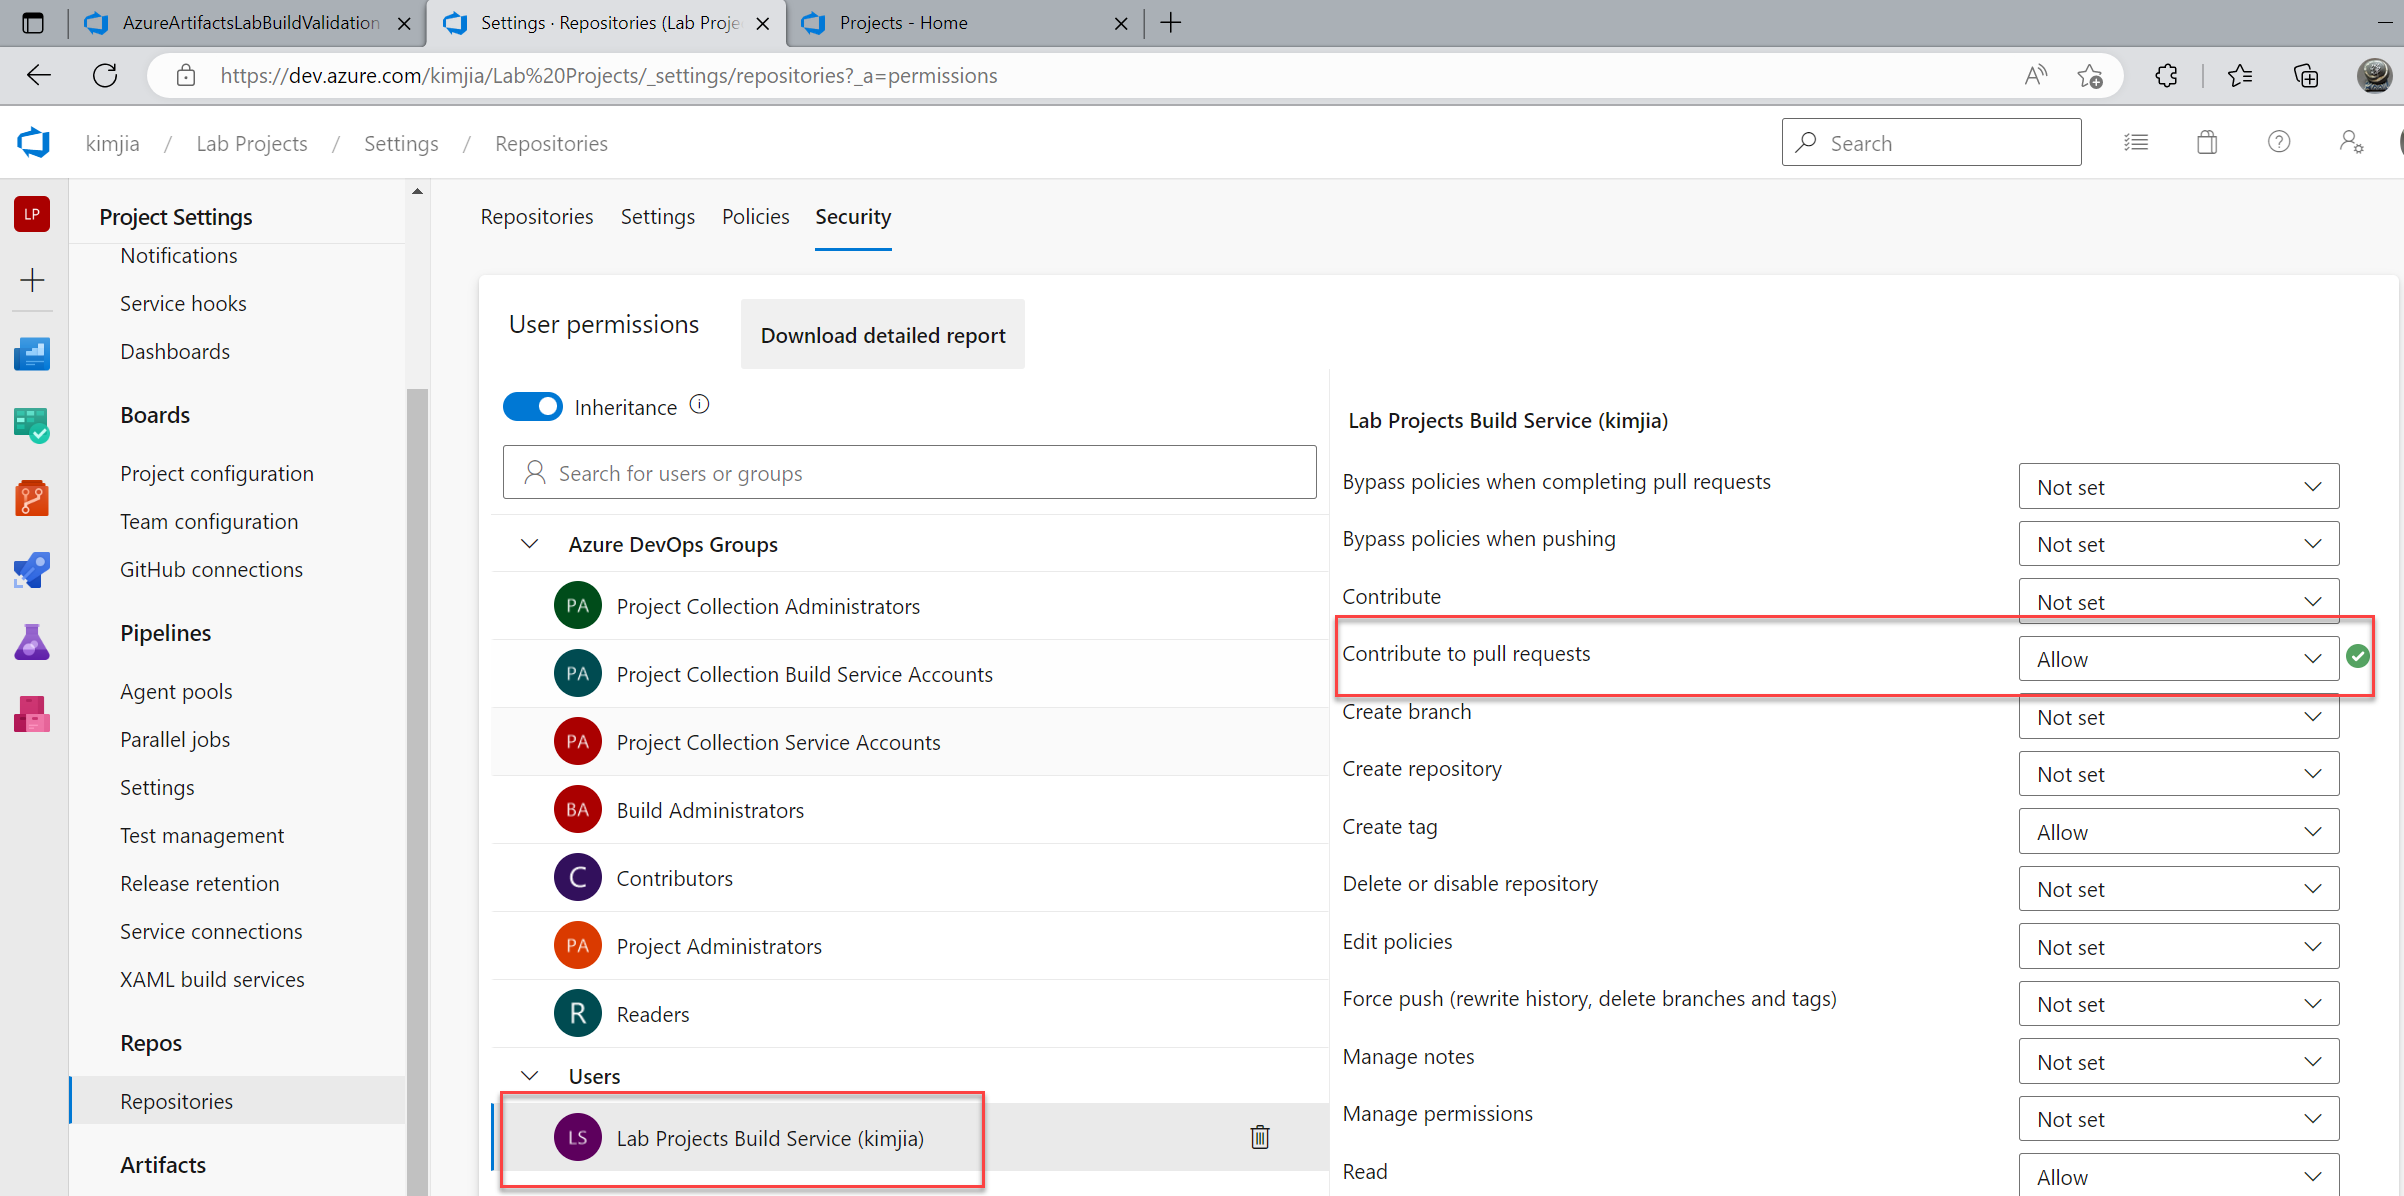 AzureArtifactsLabBuildValidation
Settings · Repositories (Lab Proje
Projects - Home
https://dev.azure.com/kimjia/Lab%20Projects/_settings/repositories?_a=permissions
kimjia / Lab Projects / Settings / Repositories
Search
LP
Project Settings
Notifications
Service hooks
Dashboards
Boards
Project configuration
Team configuration
GitHub connections
Pipelines
Agent pools
Parallel jobs
Settings
Test management
Release retention
Service connections
XAML build services
Repos
Repositories
Artifacts
Repositories Settings Policies Security
User permissions
Download detailed report
Inheritance
Search for users or groups
Azure DevOps Groups
PA Project Collection Administrators
PA Project Collection Build Service Accounts
PA Project Collection Service Accounts
BA Build Administrators
C Contributors
PA Project Administrators
R Readers
Users
LS Lab Projects Build Service (kimjia)
Lab Projects Build Service (kimjia)
Bypass policies when completing pull requests Not set
Bypass policies when pushing Not set
Contribute Not set
Contribute to pull requests Allow
Create branch Not set
Create repository Not set
Create tag Allow
Delete or disable repository Not set
Edit policies Not set
Force push (rewrite history, delete branches and tags) Not set
Manage notes Not set
Manage permissions Not set
Read Allow